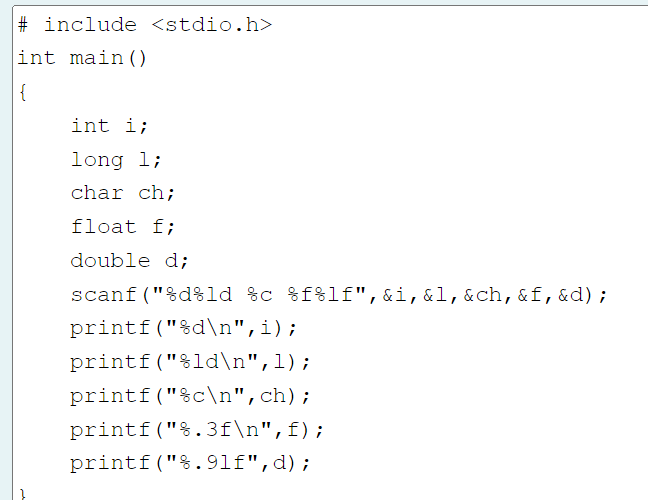 # include <stdio.h>
int main()
{
    int i;
    long l;
    char ch;
    float f;
    double d;
    scanf("%d%ld %c %f%lf",&i,&l,&ch,&f,&d);
    printf("%d\n",i);
    printf("%ld\n",l);
    printf("%c\n",ch);
    printf("%.3f\n",f);
    printf("%.9lf",d);
}